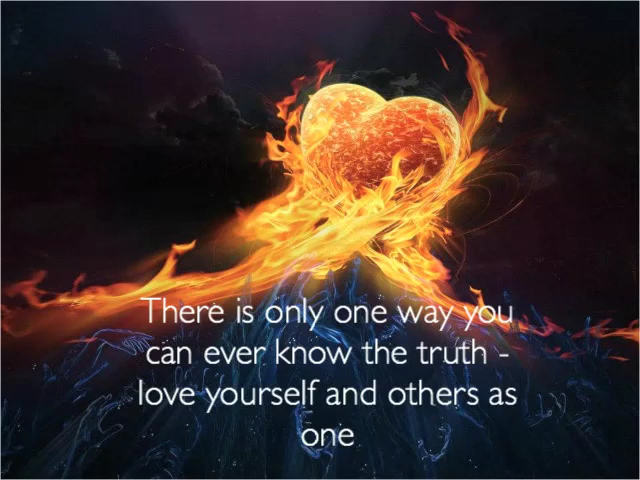 There is only one way you
can ever know the truth -
love yourself and others as
one